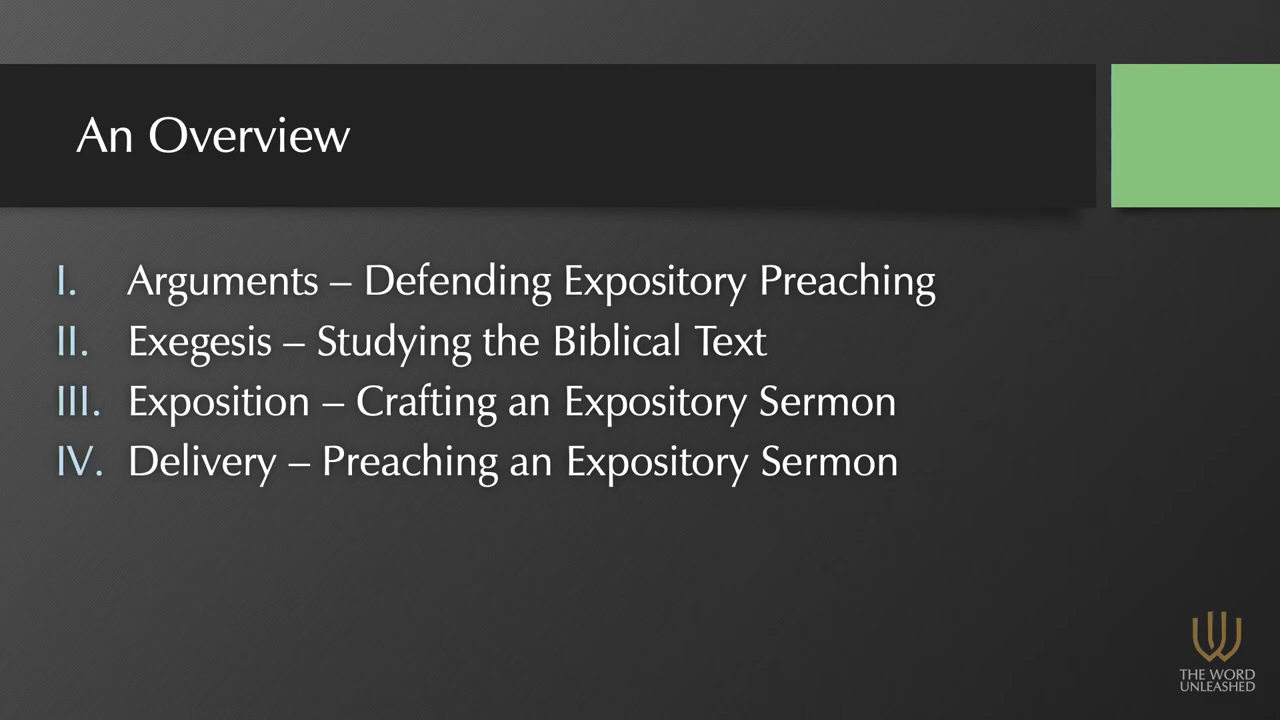 An Overview
I. Arguments – Defending Expository Preaching
II. Exegesis – Studying the Biblical Text
III. Exposition – Crafting an Expository Sermon
IV. Delivery – Preaching an Expository Sermon
THE WORD
UNLEASHED